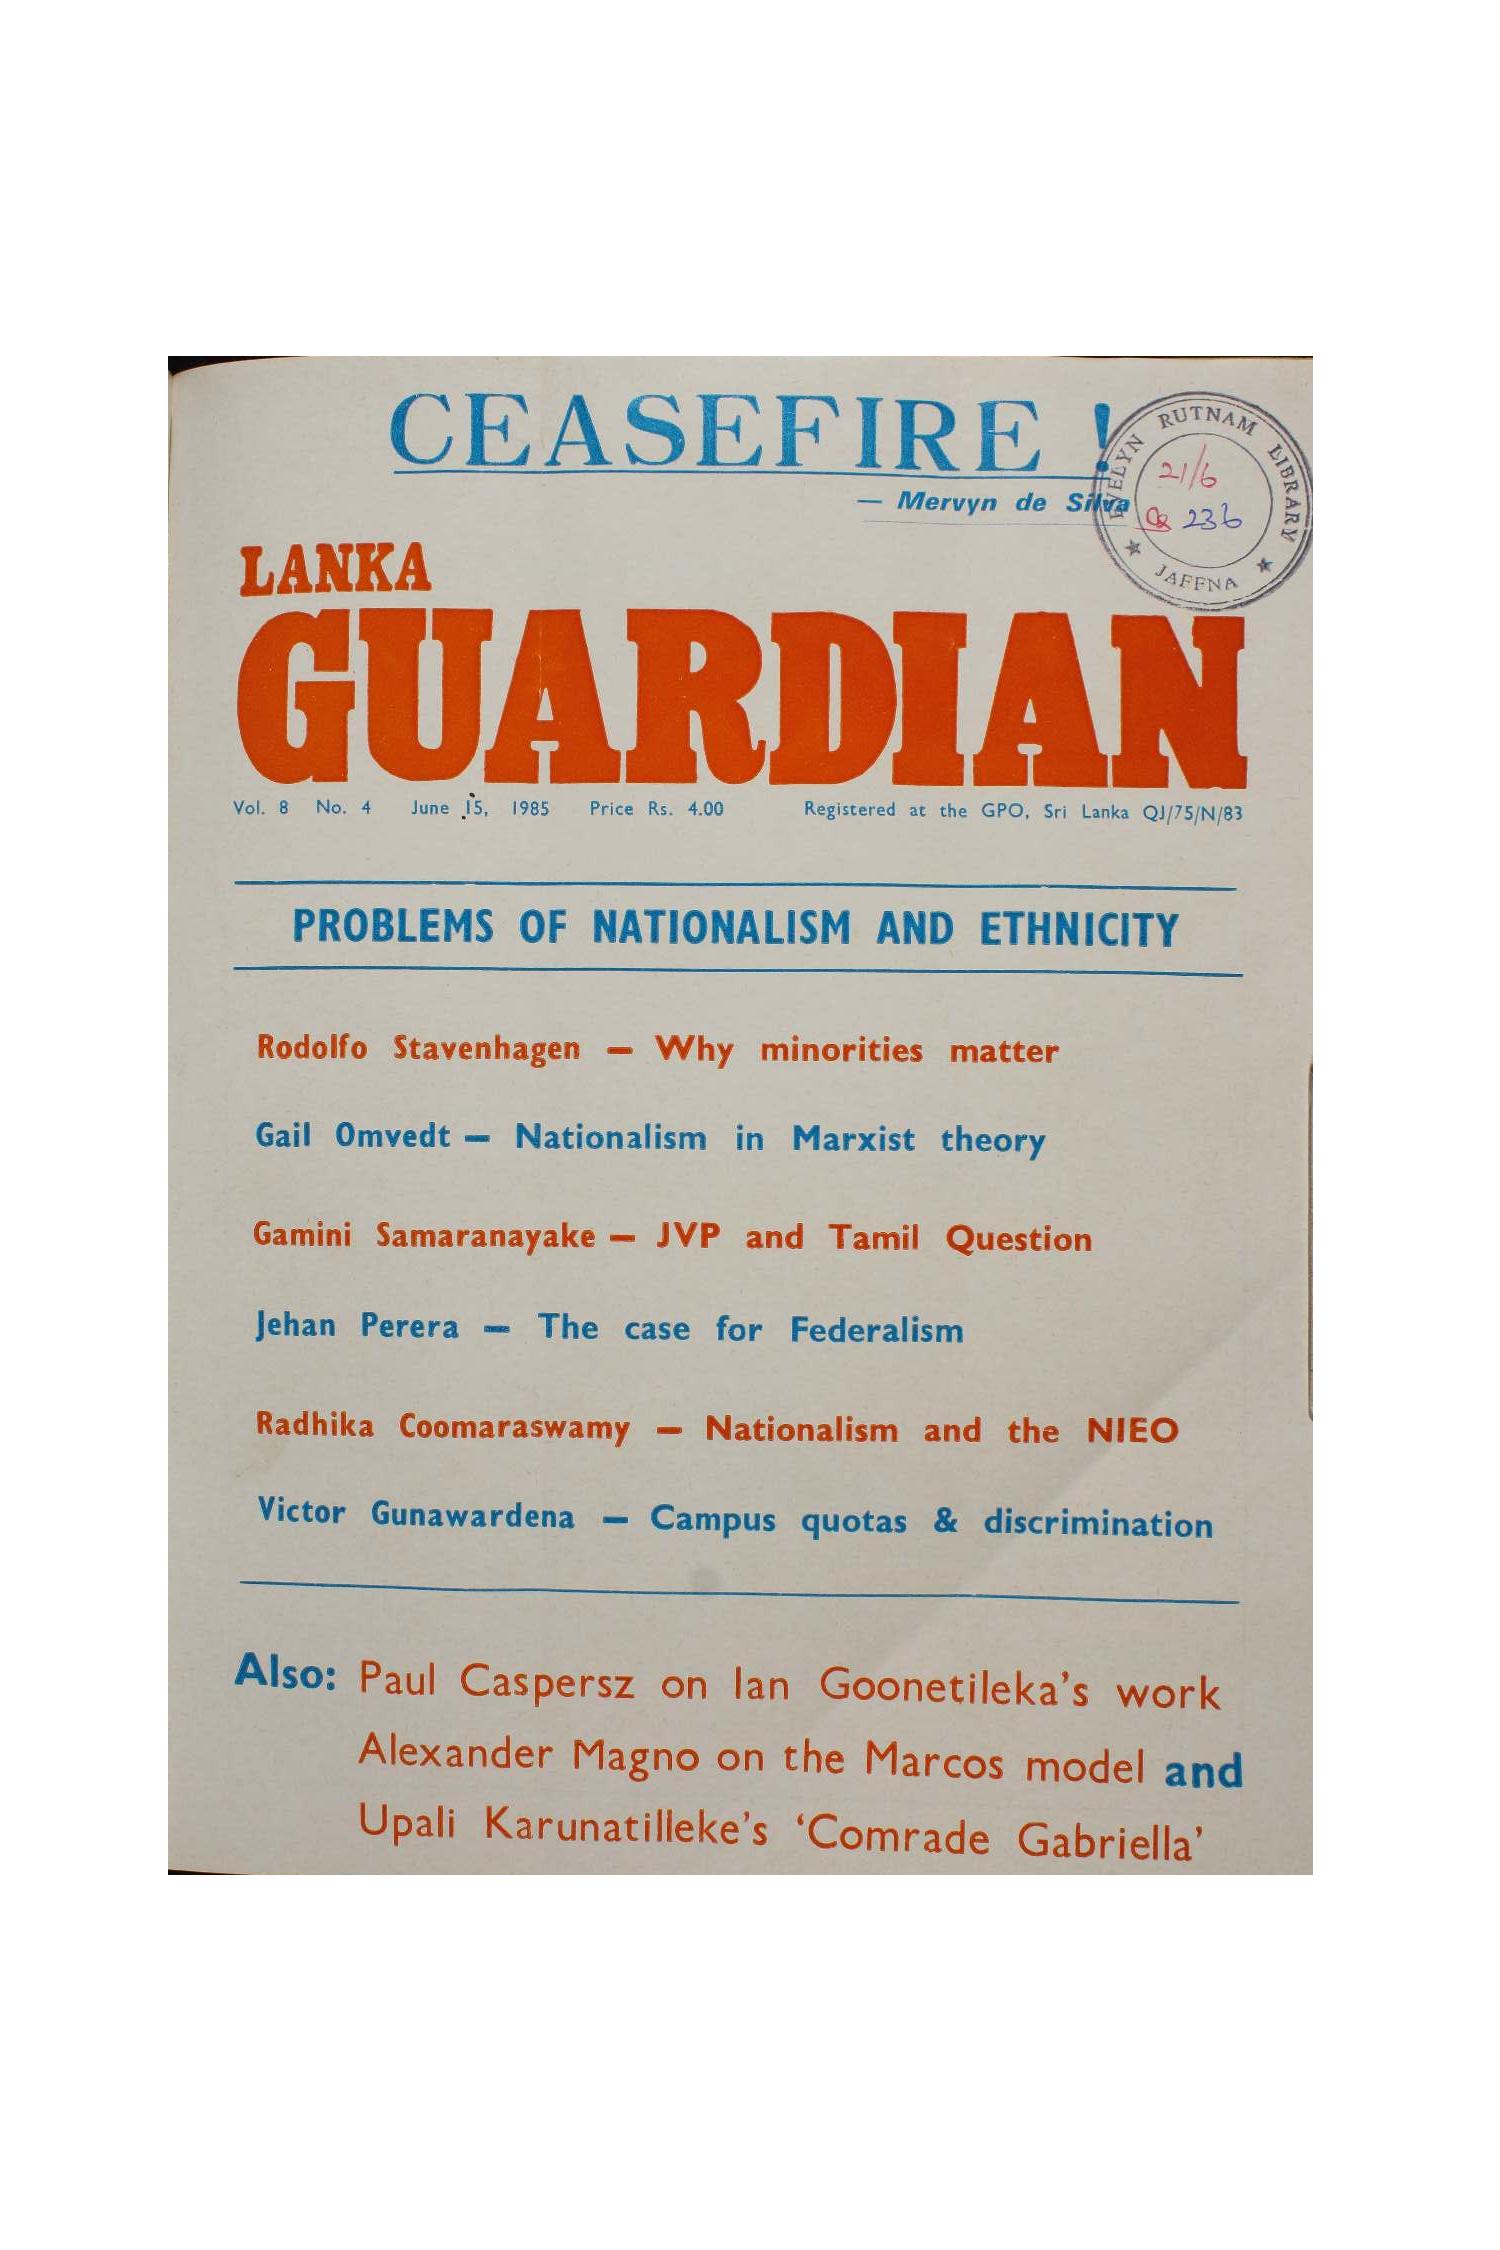 CEASEFIRE !
— Mervyn de Silva
EVELYN RUTNAM LIBRARY
21/6
236
★ JAFFNA ★
LANKA
GUARDIAN
Vol. 8 No. 4 June 15, 1985 Price Rs. 4.00 Registered at the GPO, Sri Lanka QJ/75/N/83
PROBLEMS OF NATIONALISM AND ETHNICITY
Rodolfo Stavenhagen — Why minorities matter
Gail Omvedt — Nationalism in Marxist theory
Gamini Samaranayake — JVP and Tamil Question
Jehan Perera — The case for Federalism
Radhika Coomaraswamy — Nationalism and the NIEO
Victor Gunawardena — Campus quotas & discrimination
Also: Paul Caspersz on Ian Goonetileka's work
Alexander Magno on the Marcos model and
Upali Karunatilleke's 'Comrade Gabriella'